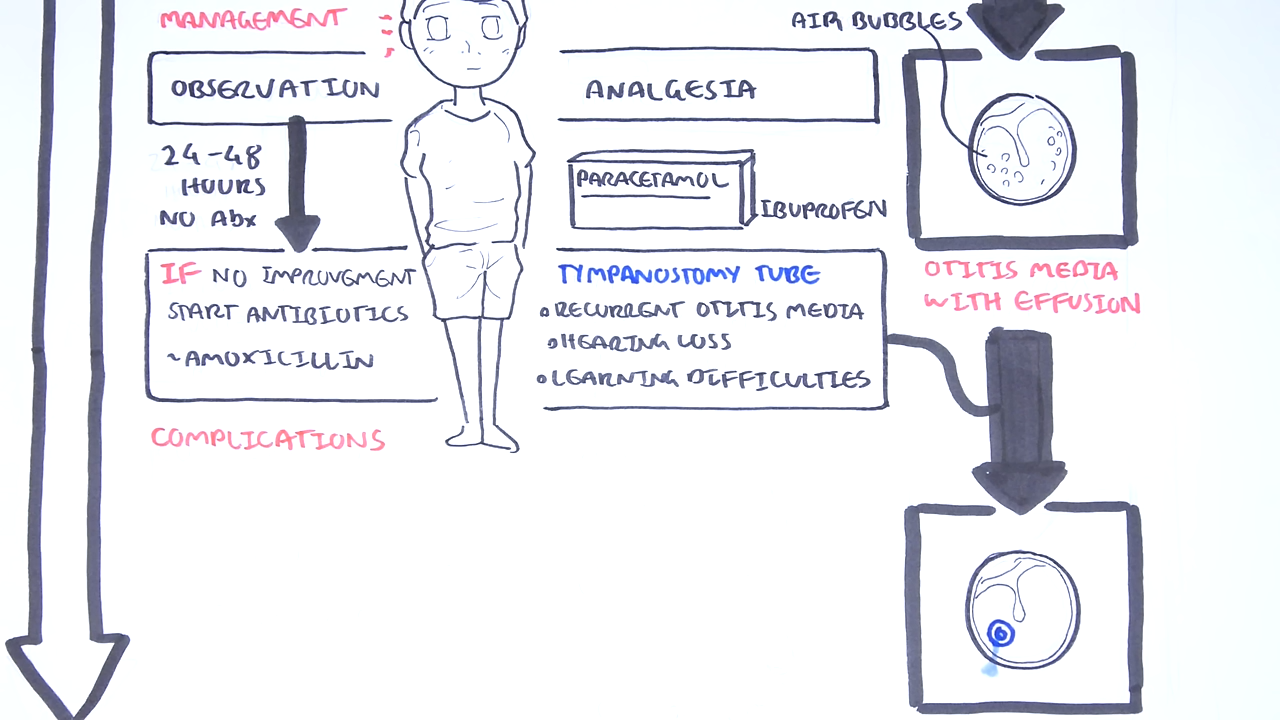 MANAGEMENT
AIR BUBBLES
OBSERVATION
ANALGESIA
24-48
HOURS
NO Abx
PARACETAMOL
IBUPROFEN
IF NO IMPROVEMENT
START ANTIBIOTICS
~AMOXICILLIN
TYMPANOSTOMY TUBE
• RECURRENT OTITIS MEDIA
• HEARING LOSS
• LEARNING DIFFICULTIES
OTITIS MEDIA
WITH EFFUSION
COMPLICATIONS